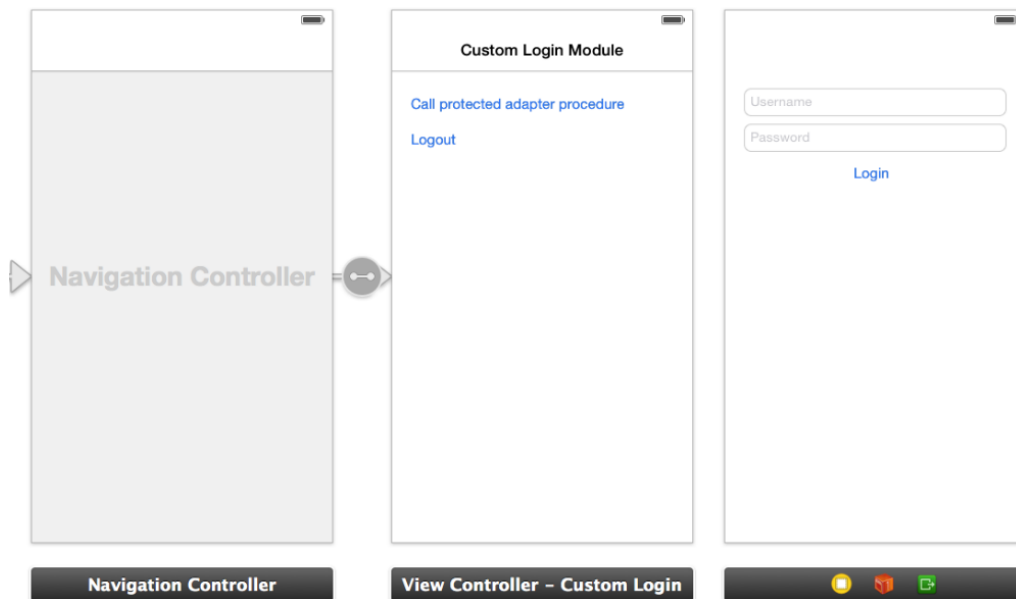 Custom Login Module
Call protected adapter procedure
Logout
Username
Password
Login
Navigation Controller
Navigation Controller
View Controller – Custom Login